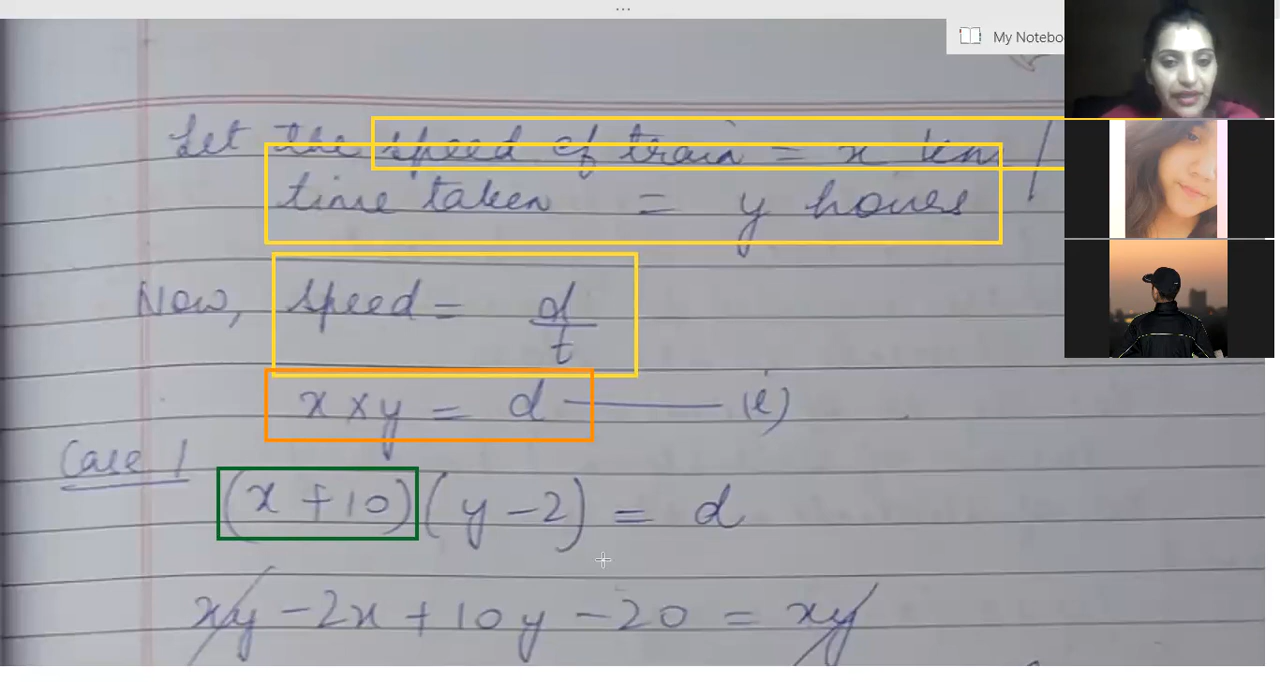 ...
My Notebo
Let the speed of train = x km/
time taken = y hours
Now, speed = d/t
x × y = d ——— (i)
Case 1
(x + 10) (y - 2) = d
xy - 2x + 10y - 20 = xy